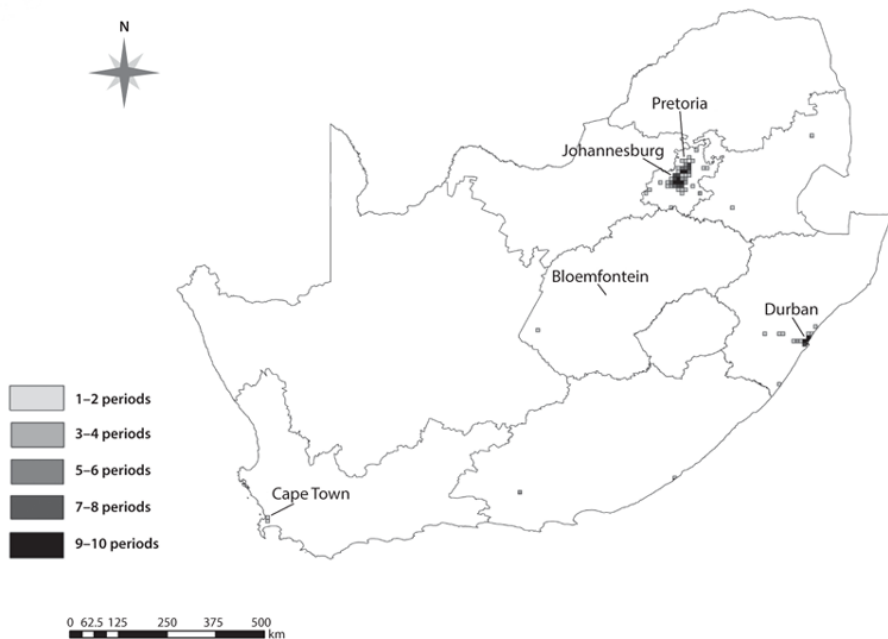 N
Pretoria
Johannesburg
Bloemfontein
Durban
1–2 periods
3–4 periods
5–6 periods
7–8 periods
Cape Town
9–10 periods
0 62.5 125 250 375 500
km